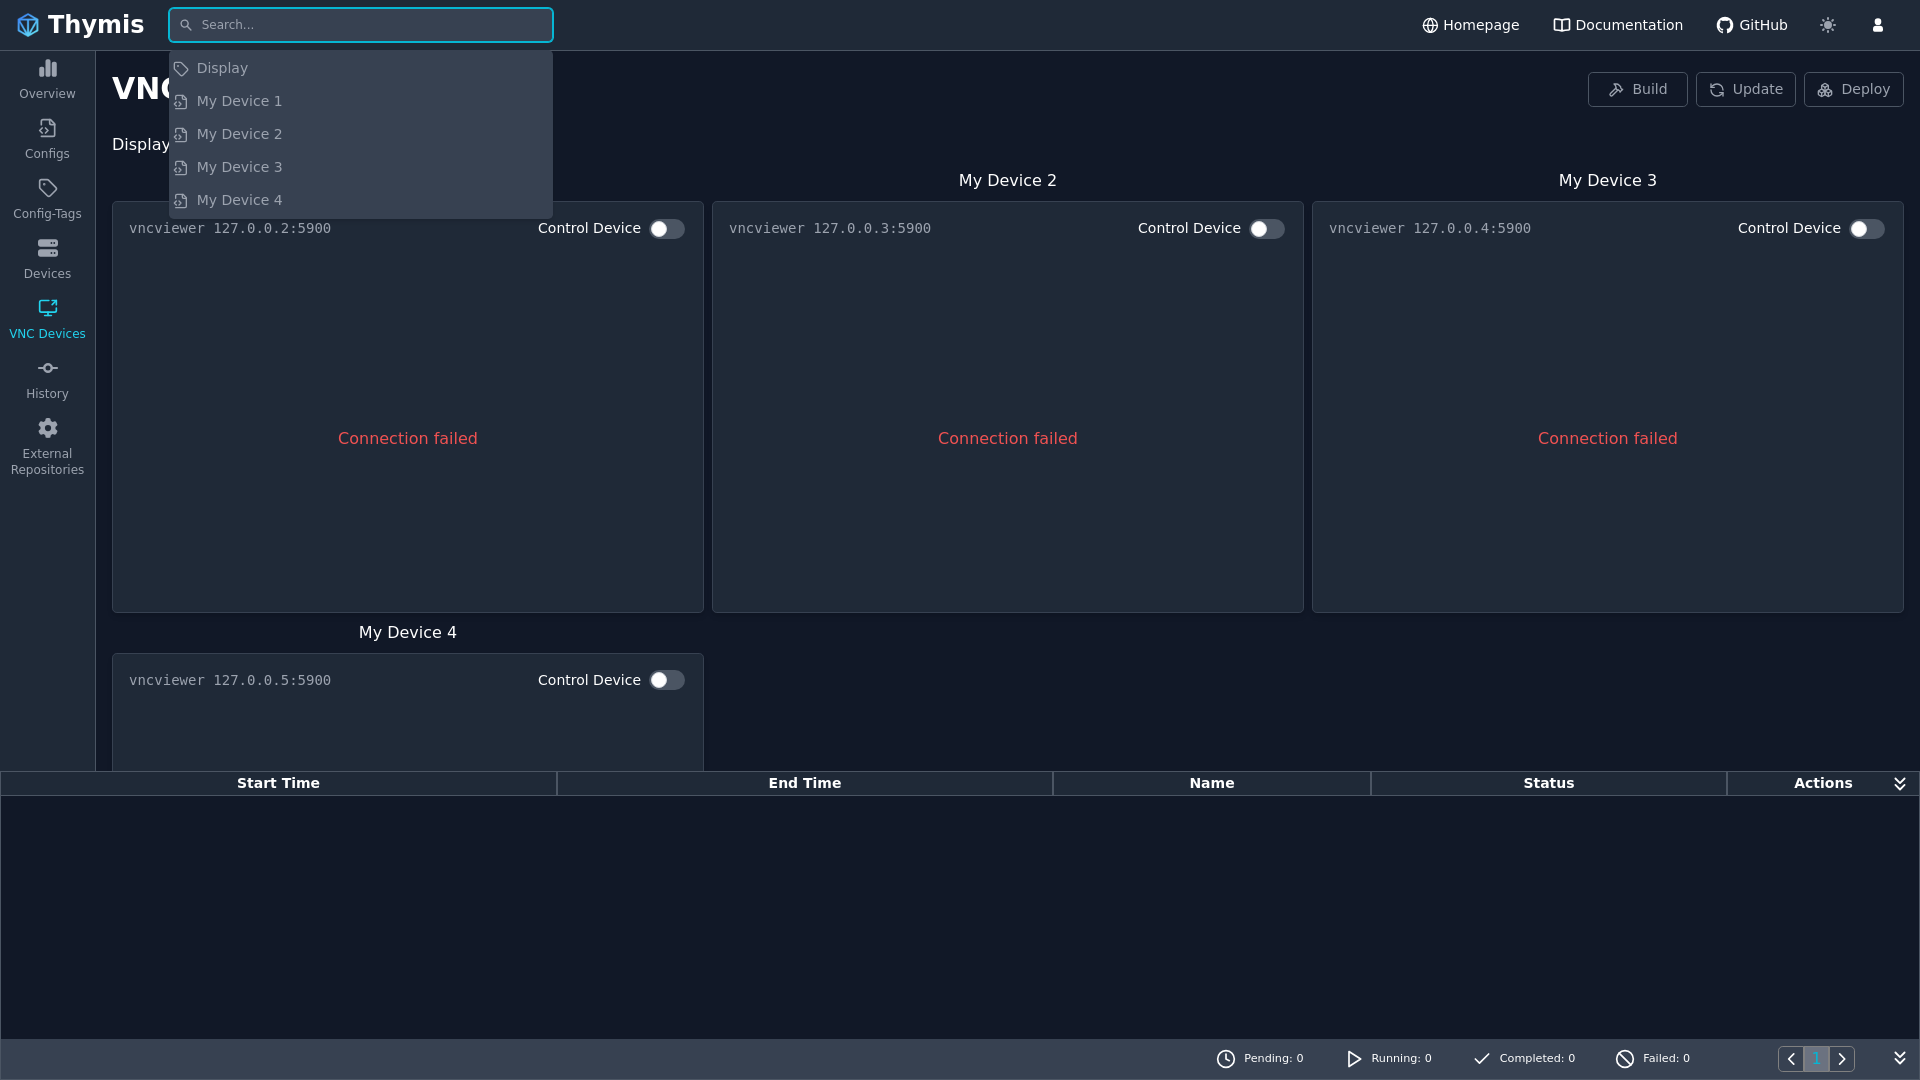 Thymis
Search...
Homepage
Documentation
GitHub
Display
My Device 1
My Device 2
My Device 3
My Device 4
Overview
Configs
Config-Tags
Devices
VNC Devices
History
External
Repositories
VNC
Build
Update
Deploy
Display
My Device 2
My Device 3
vncviewer 127.0.0.2:5900
Control Device
vncviewer 127.0.0.3:5900
Control Device
vncviewer 127.0.0.4:5900
Control Device
Connection failed
Connection failed
Connection failed
My Device 4
vncviewer 127.0.0.5:5900
Control Device
Start Time
End Time
Name
Status
Actions
Pending: 0
Running: 0
Completed: 0
Failed: 0
1